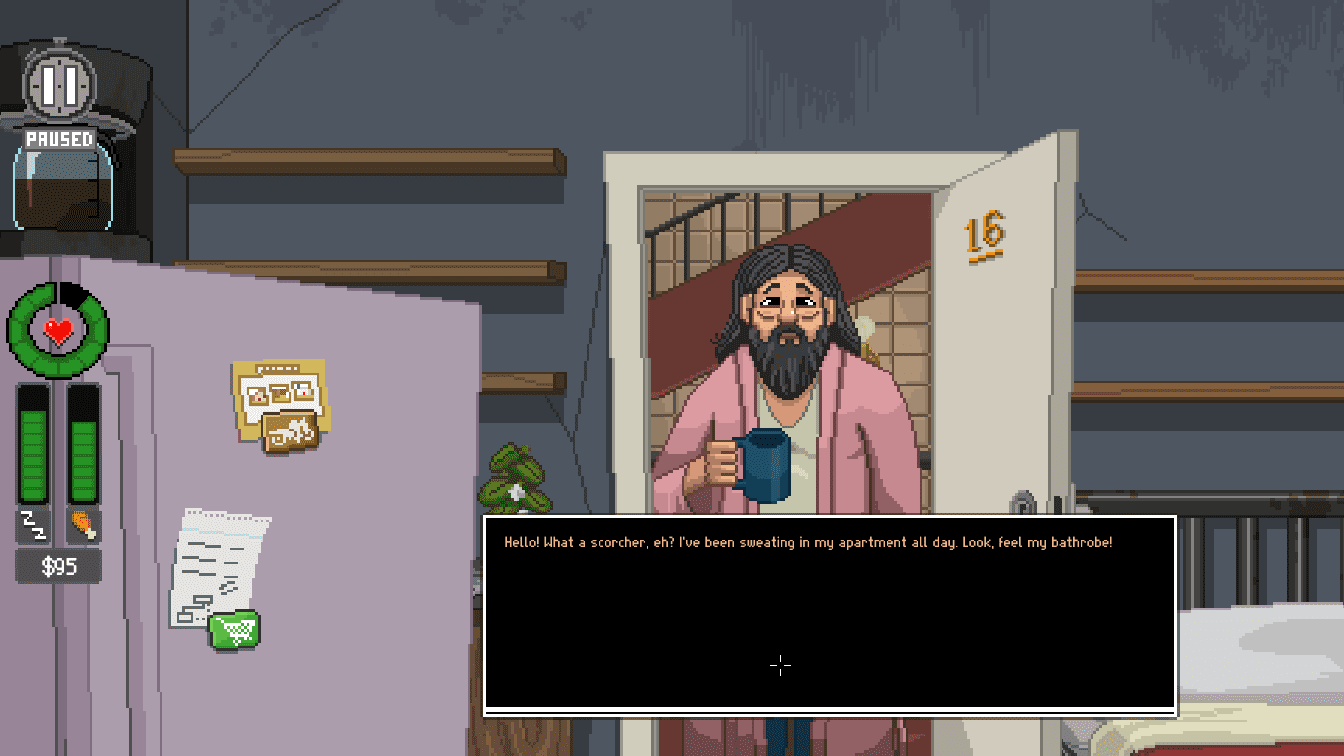 PAUSED
16
Hello! What a scorcher, eh? I've been sweating in my apartment all day. Look, feel my bathrobe!
$95